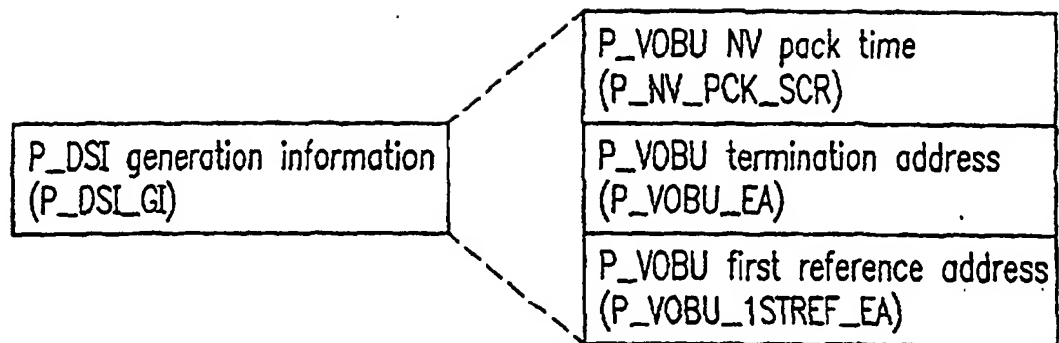 P_DSI generation information
(P_DSI_GI)
P_VOBU NV pack time
(P_NV_PCK_SCR)
P_VOBU termination address
(P_VOBU_EA)
P_VOBU first reference address
(P_VOBU_1STREF_EA)